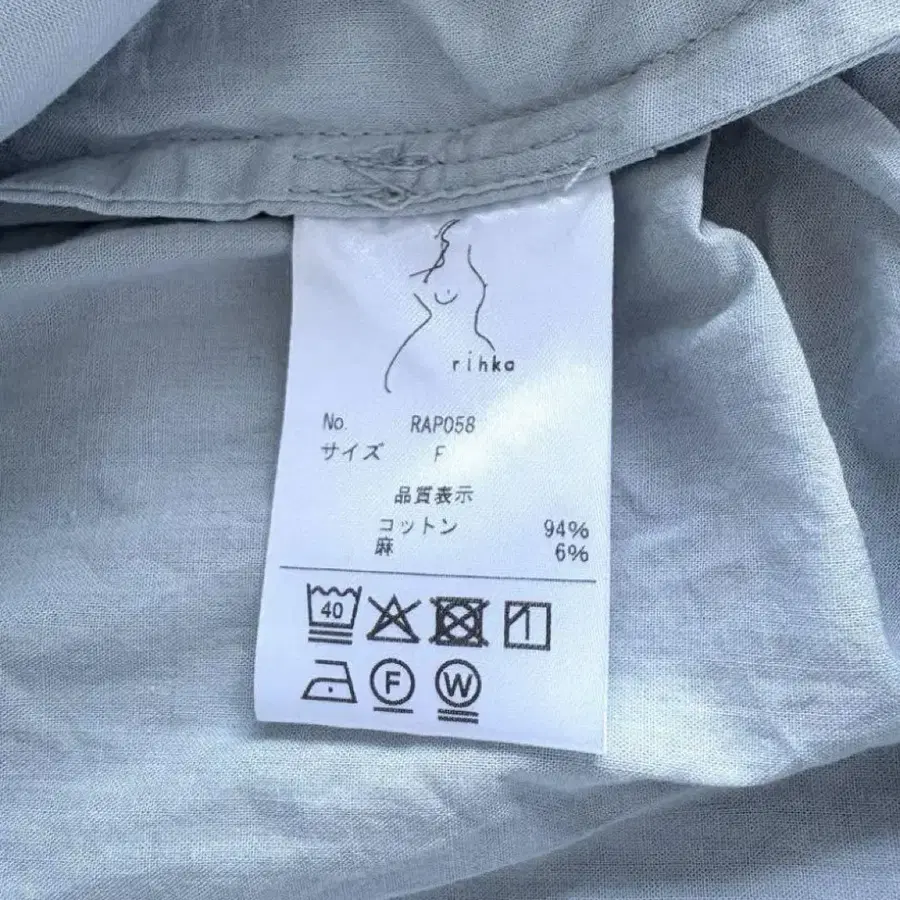 rihka
No. RAP058
サイズ F
品質表示
コットン 94%
麻 6%
40
F W